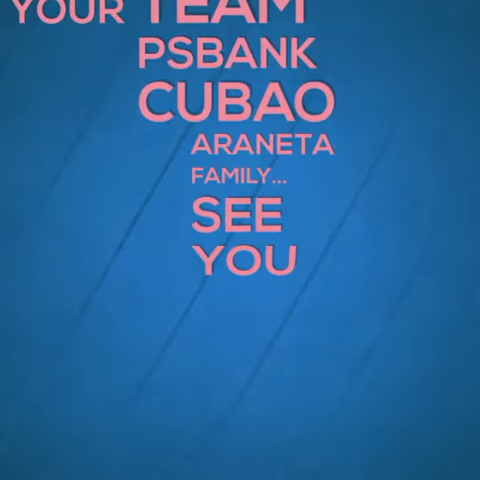 YOUR TEAM
PSBANK
CUBAO
ARANETA
FAMILY...
SEE
YOU